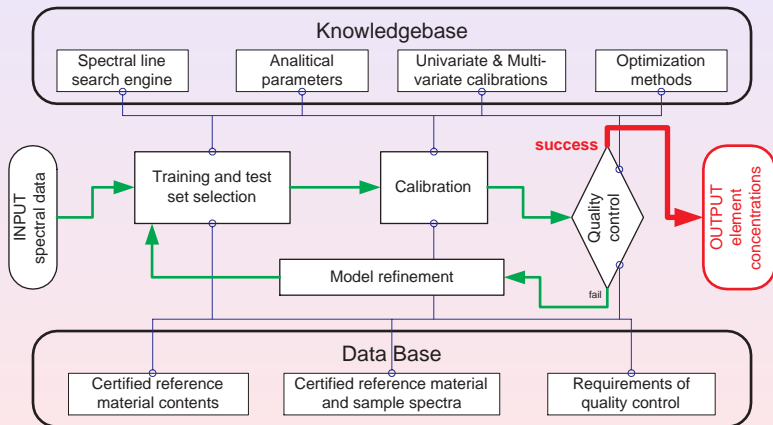 Knowledgebase
Spectral line
search engine
Analitical
parameters
Univariate & Multi-
variate calibrations
Optimization
methods
INPUT
spectral data
Training and test
set selection
Calibration
success
Quality
control
OUTPUT
element
concentrations
Model refinement
fail
Data Base
Certified reference
material contents
Certified reference material
and sample spectra
Requirements of
quality control